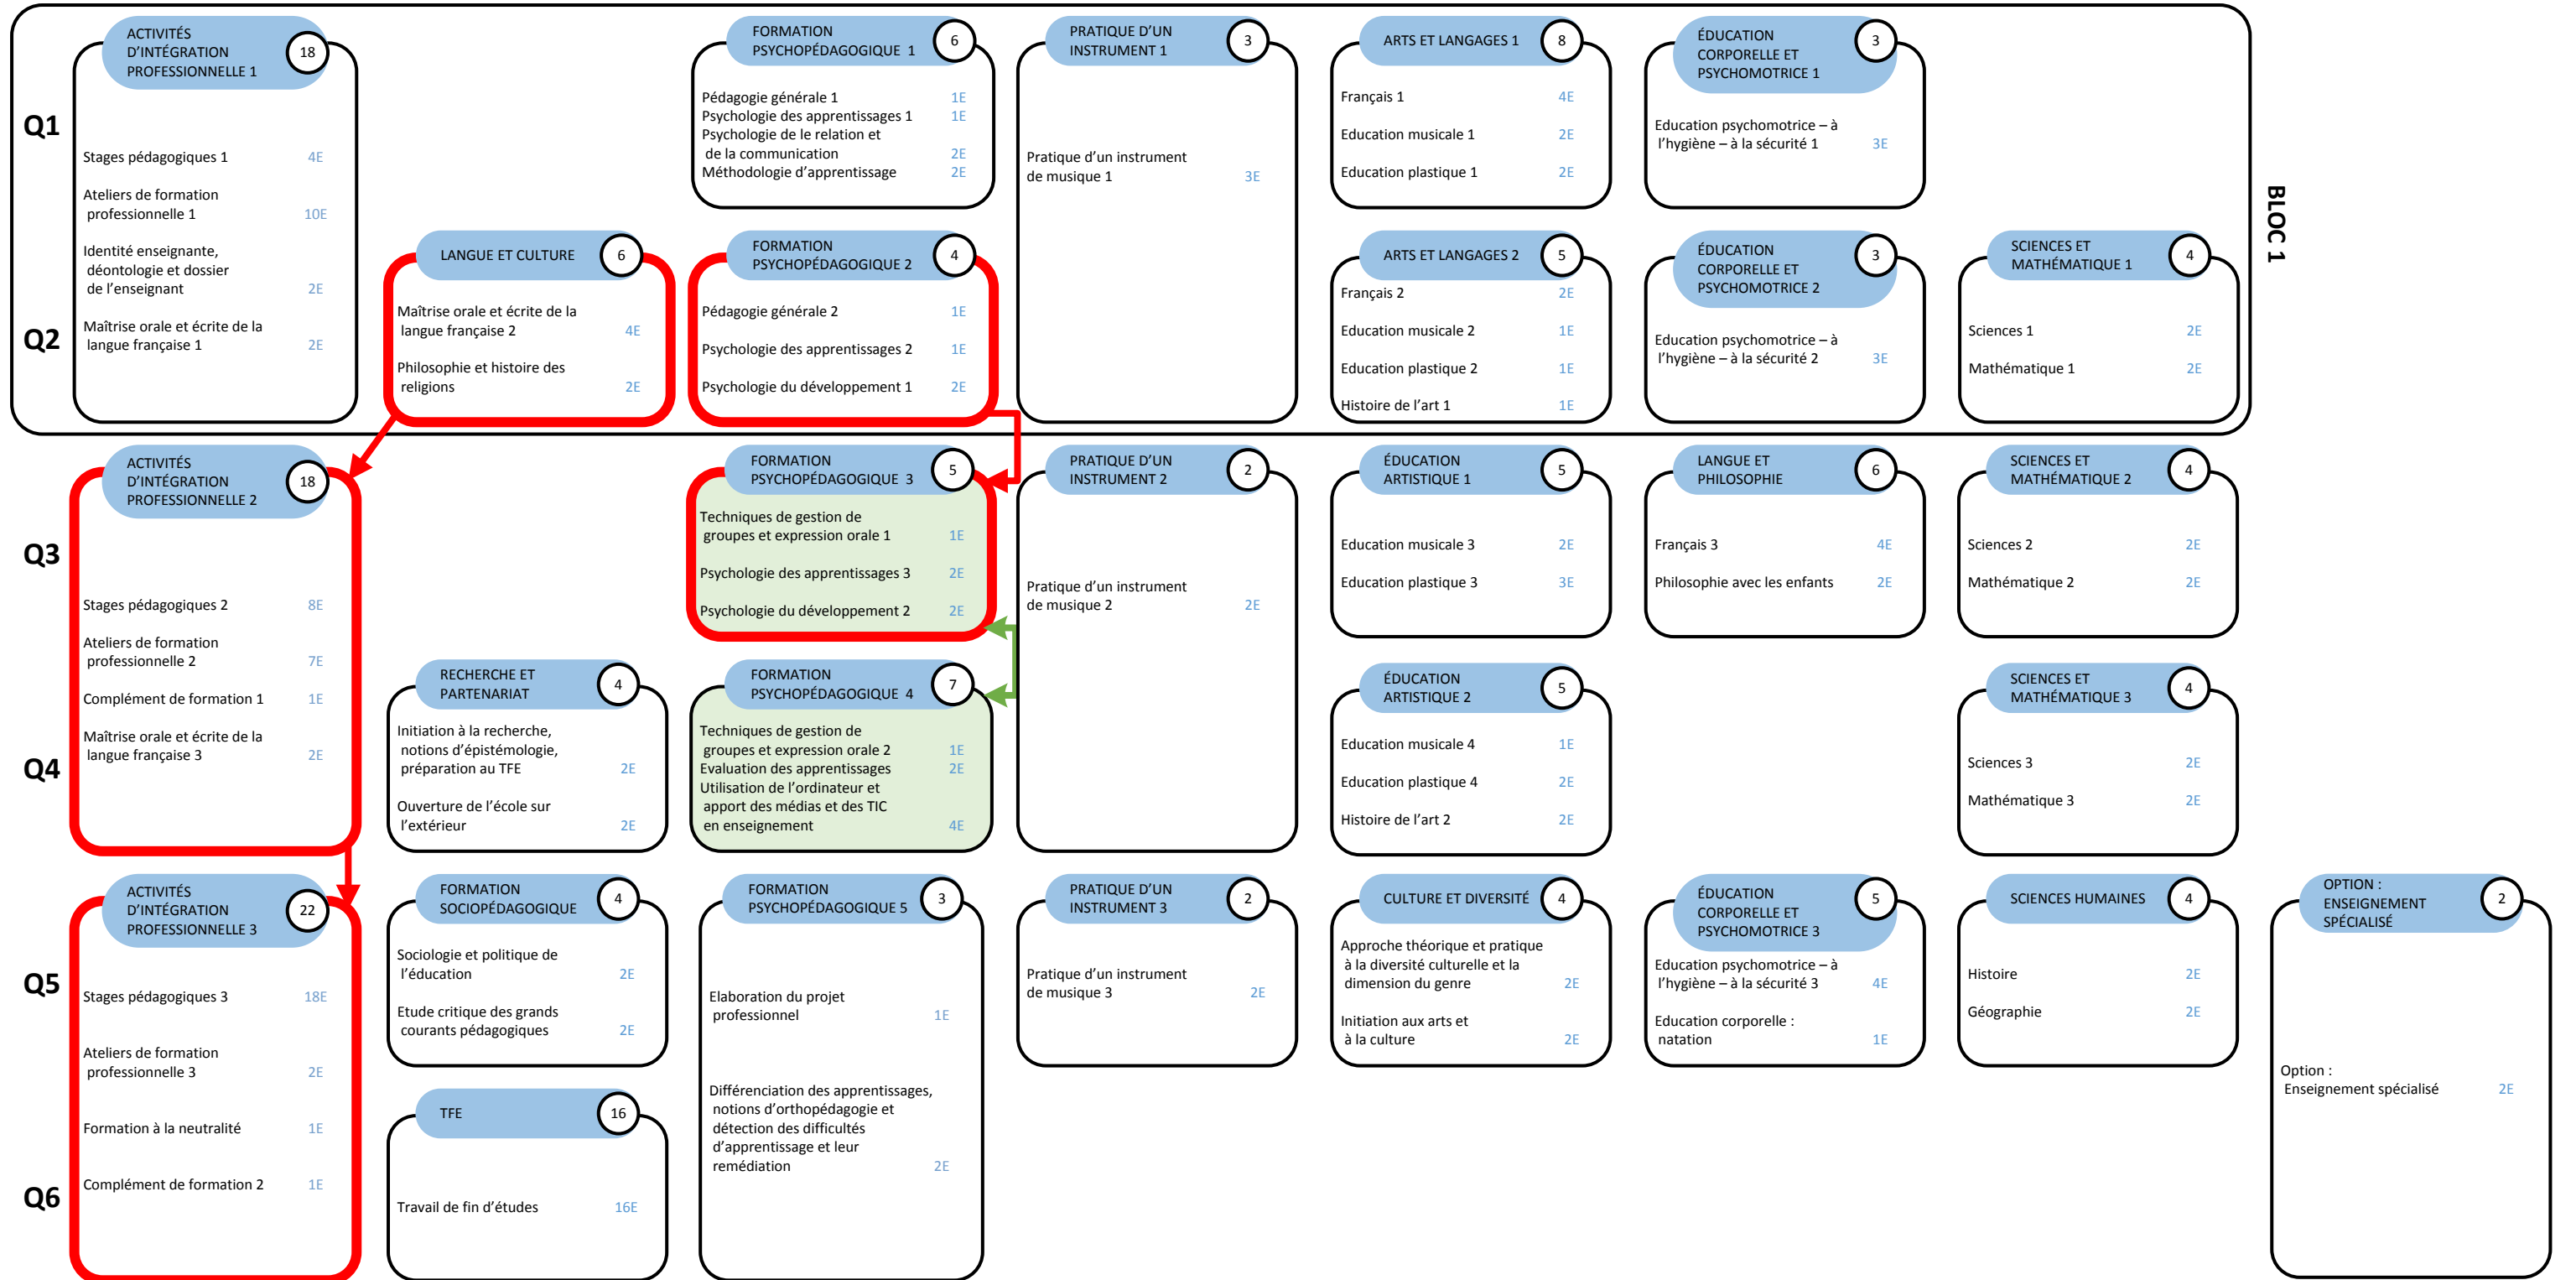 BLOC 1
Q1
Q2
ACTIVITÉS
D'INTÉGRATION
PROFESSIONNELLE 1
18
Stages pédagogiques 1 4E
Ateliers de formation
professionnelle 1 10E
Identité enseignante,
déontologie et dossier
de l'enseignant 2E
Maîtrise orale et écrite de la
langue française 1 2E
FORMATION
PSYCHOPÉDAGOGIQUE 1
6
Pédagogie générale 1 1E
Psychologie des apprentissages 1 1E
Psychologie de le relation et
de la communication 2E
Méthodologie d'apprentissage 2E
PRATIQUE D'UN
INSTRUMENT 1
3
Pratique d'un instrument
de musique 1 3E
ARTS ET LANGAGES 1
8
Français 1 4E
Education musicale 1 2E
Education plastique 1 2E
ÉDUCATION
CORPORELLE ET
PSYCHOMOTRICE 1
3
Education psychomotrice – à
l'hygiène – à la sécurité 1 3E
LANGUE ET CULTURE
6
Maîtrise orale et écrite de la
langue française 2 4E
Philosophie et histoire des
religions 2E
FORMATION
PSYCHOPÉDAGOGIQUE 2
4
Pédagogie générale 2 1E
Psychologie des apprentissages 2 1E
Psychologie du développement 1 2E
ARTS ET LANGAGES 2
5
Français 2 2E
Education musicale 2 1E
Education plastique 2 1E
Histoire de l'art 1 1E
ÉDUCATION
CORPORELLE ET
PSYCHOMOTRICE 2
3
Education psychomotrice – à
l'hygiène – à la sécurité 2 3E
SCIENCES ET
MATHÉMATIQUE 1
4
Sciences 1 2E
Mathématique 1 2E
Q3
Q4
ACTIVITÉS
D'INTÉGRATION
PROFESSIONNELLE 2
18
Stages pédagogiques 2 8E
Ateliers de formation
professionnelle 2 7E
Complément de formation 1 1E
Maîtrise orale et écrite de la
langue française 3 2E
FORMATION
PSYCHOPÉDAGOGIQUE 3
5
Techniques de gestion de
groupes et expression orale 1 1E
Psychologie des apprentissages 3 2E
Psychologie du développement 2 2E
PRATIQUE D'UN
INSTRUMENT 2
2
Pratique d'un instrument
de musique 2 2E
ÉDUCATION
ARTISTIQUE 1
5
Education musicale 3 2E
Education plastique 3 3E
LANGUE ET
PHILOSOPHIE
6
Français 3 4E
Philosophie avec les enfants 2E
SCIENCES ET
MATHÉMATIQUE 2
4
Sciences 2 2E
Mathématique 2 2E
RECHERCHE ET
PARTENARIAT
4
Initiation à la recherche,
notions d'épistémologie,
préparation au TFE 2E
Ouverture de l'école sur
l'extérieur 2E
FORMATION
PSYCHOPÉDAGOGIQUE 4
7
Techniques de gestion de
groupes et expression orale 2 1E
Evaluation des apprentissages 2E
Utilisation de l'ordinateur et
apport des médias et des TIC
en enseignement 4E
ÉDUCATION
ARTISTIQUE 2
5
Education musicale 4 1E
Education plastique 4 2E
Histoire de l'art 2 2E
SCIENCES ET
MATHÉMATIQUE 3
4
Sciences 3 2E
Mathématique 3 2E
Q5
Q6
ACTIVITÉS
D'INTÉGRATION
PROFESSIONNELLE 3
22
Stages pédagogiques 3 18E
Ateliers de formation
professionnelle 3 2E
Formation à la neutralité 1E
Complément de formation 2 1E
FORMATION
SOCIOPÉDAGOGIQUE
4
Sociologie et politique de
l'éducation 2E
Etude critique des grands
courants pédagogiques 2E
FORMATION
PSYCHOPÉDAGOGIQUE 5
3
Elaboration du projet
professionnel 1E
Différenciation des apprentissages,
notions d'orthopédagogie et
détection des difficultés
d'apprentissage et leur
remédiation 2E
PRATIQUE D'UN
INSTRUMENT 3
2
Pratique d'un instrument
de musique 3 2E
CULTURE ET DIVERSITÉ
4
Approche théorique et pratique
à la diversité culturelle et la
dimension du genre 2E
Initiation aux arts et
à la culture 2E
ÉDUCATION
CORPORELLE ET
PSYCHOMOTRICE 3
5
Education psychomotrice – à
l'hygiène – à la sécurité 3 4E
Education corporelle :
natation 1E
SCIENCES HUMAINES
4
Histoire 2E
Géographie 2E
OPTION :
ENSEIGNEMENT
SPÉCIALISÉ
2
Option :
Enseignement spécialisé 2E
TFE
16
Travail de fin d'études 16E